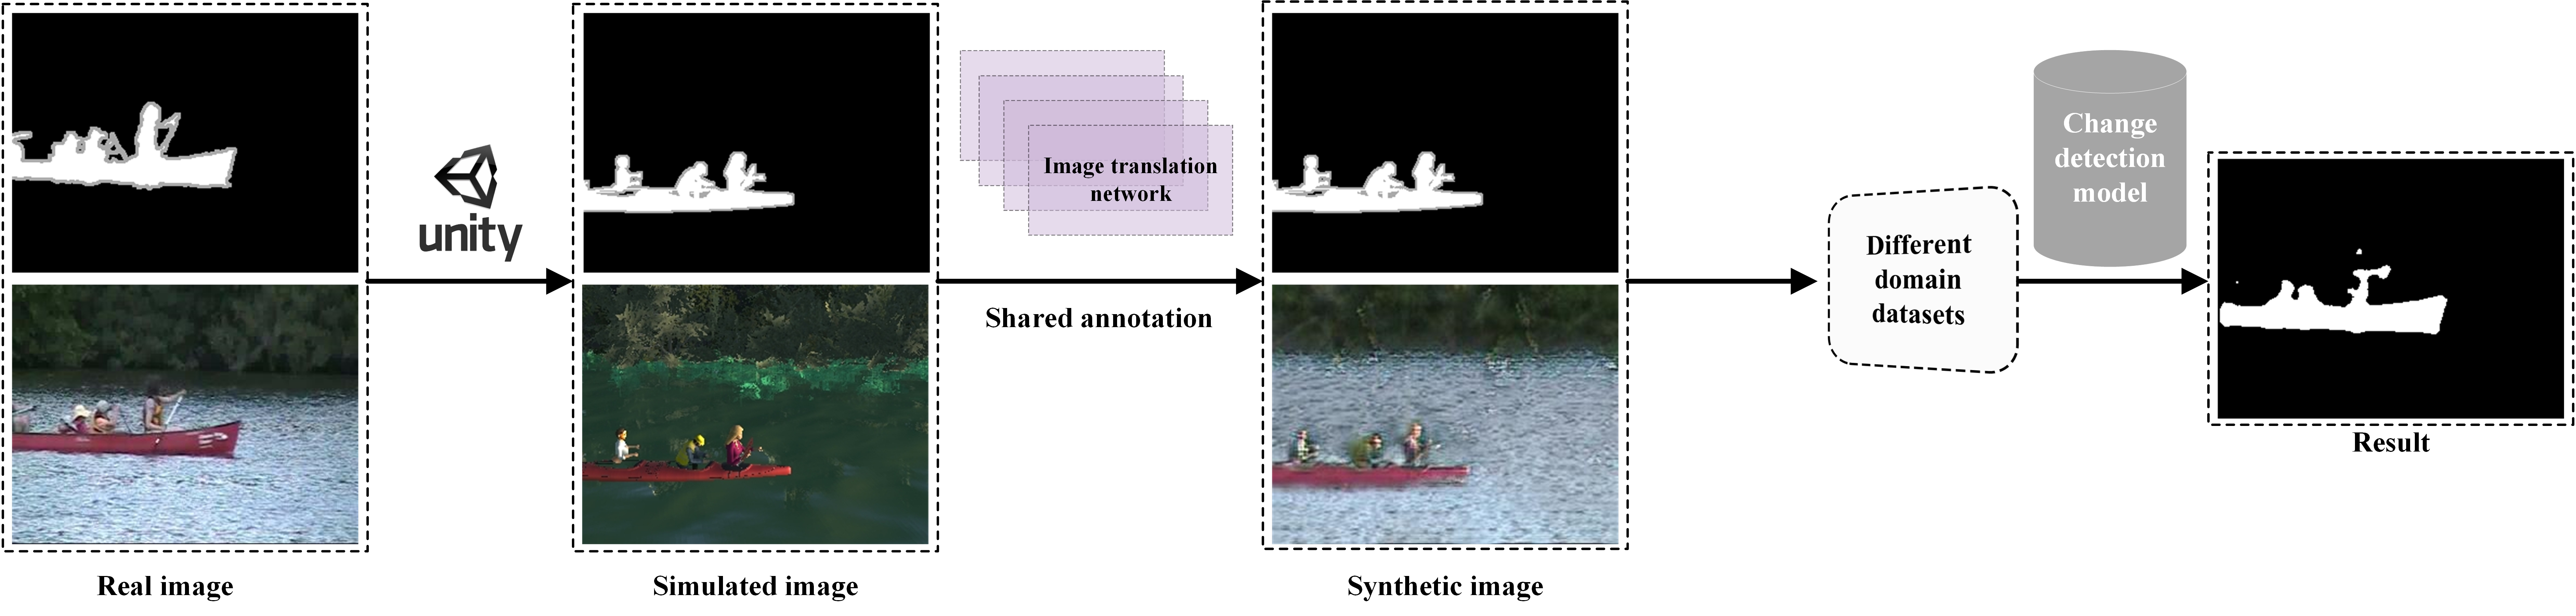 unity
Image translation
network
Shared annotation
Different
domain
datasets
Change
detection
model
Result
Real image
Simulated image
Synthetic image